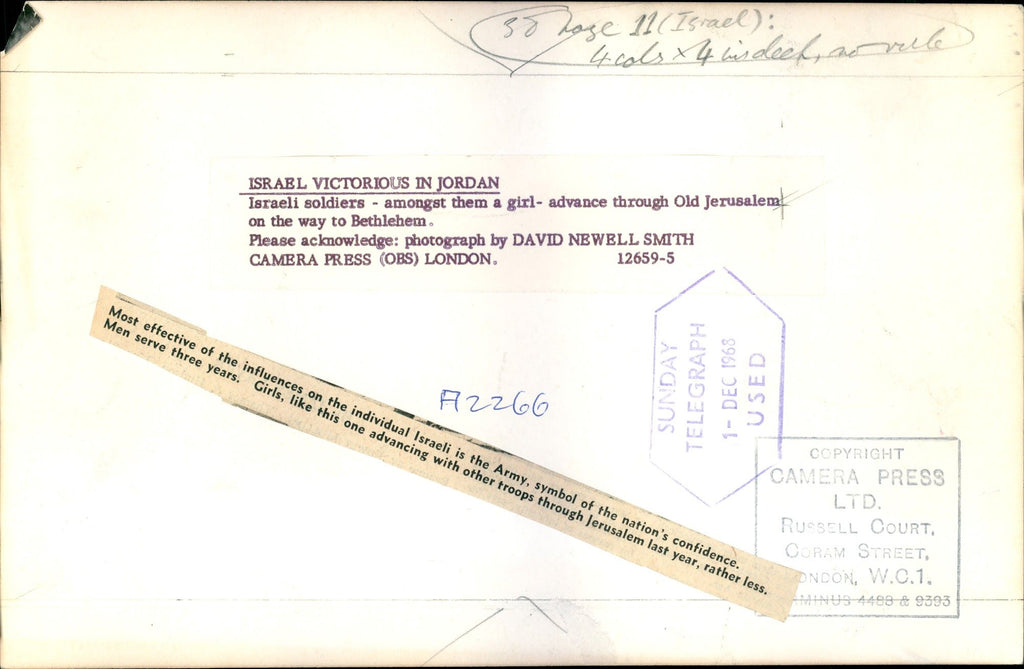 38 page 11 (Israel):
4 cols × 4 ins deep, no rule
ISRAEL VICTORIOUS IN JORDAN
Israeli soldiers - amongst them a girl- advance through Old Jerusalem
on the way to Bethlehem.
Please acknowledge: photograph by DAVID NEWELL SMITH
CAMERA PRESS (OBS) LONDON. 12659-5
Most effective of the influences on the individual Israeli is the Army, symbol of the nation's confidence.
Men serve three years. Girls, like this one advancing with other troops through Jerusalem last year, rather less.
A2266
SUNDAY
TELEGRAPH
1- DEC 1968
USED
COPYRIGHT
CAMERA PRESS
LTD.
RUSSELL COURT,
CORAM STREET,
ONDON, W.C.1.
MINUS 4488 & 9393